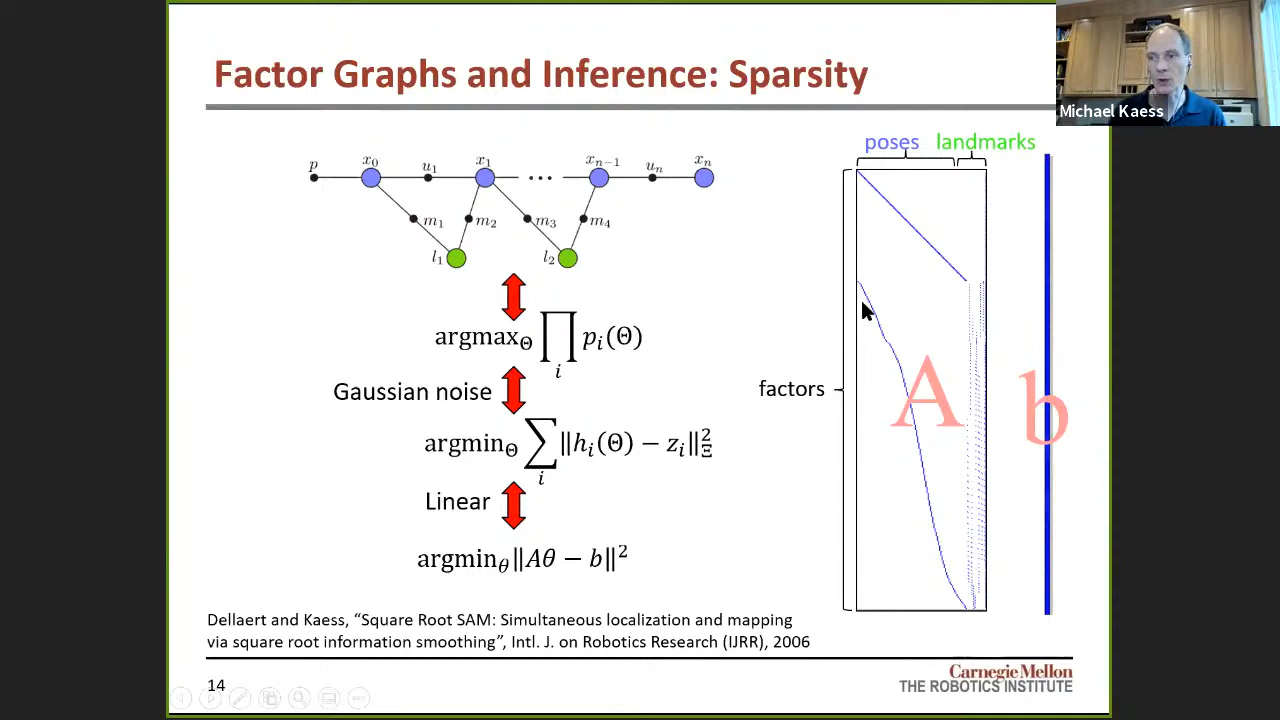 Factor Graphs and Inference: Sparsity
Michael Kaess
poses landmarks
p x₀ u₁ x₁ ⋯ xₙ₋₁ uₙ xₙ
m₁ m₂ m₃ m₄
l₁ l₂
argmax_Θ ∏_i pᵢ(Θ)
Gaussian noise
argmin_Θ ∑_i ‖hᵢ(Θ) − zᵢ‖²_Ξ
Linear
argmin_θ ‖Aθ − b‖²
factors
A
b
Dellaert and Kaess, “Square Root SAM: Simultaneous localization and mapping
via square root information smoothing”, Intl. J. on Robotics Research (IJRR), 2006
14
Carnegie Mellon
THE ROBOTICS INSTITUTE